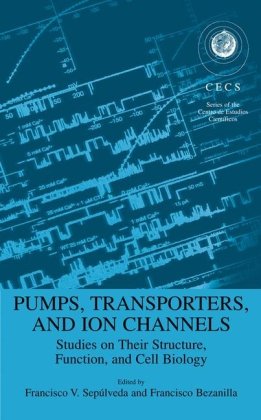 CECS
Series of the
Centro de Estudios
Científicos
PUMPS, TRANSPORTERS,
AND ION CHANNELS
Studies on Their Structure,
Function, and Cell Biology
Edited by
Francisco V. Sepúlveda and Francisco Bezanilla